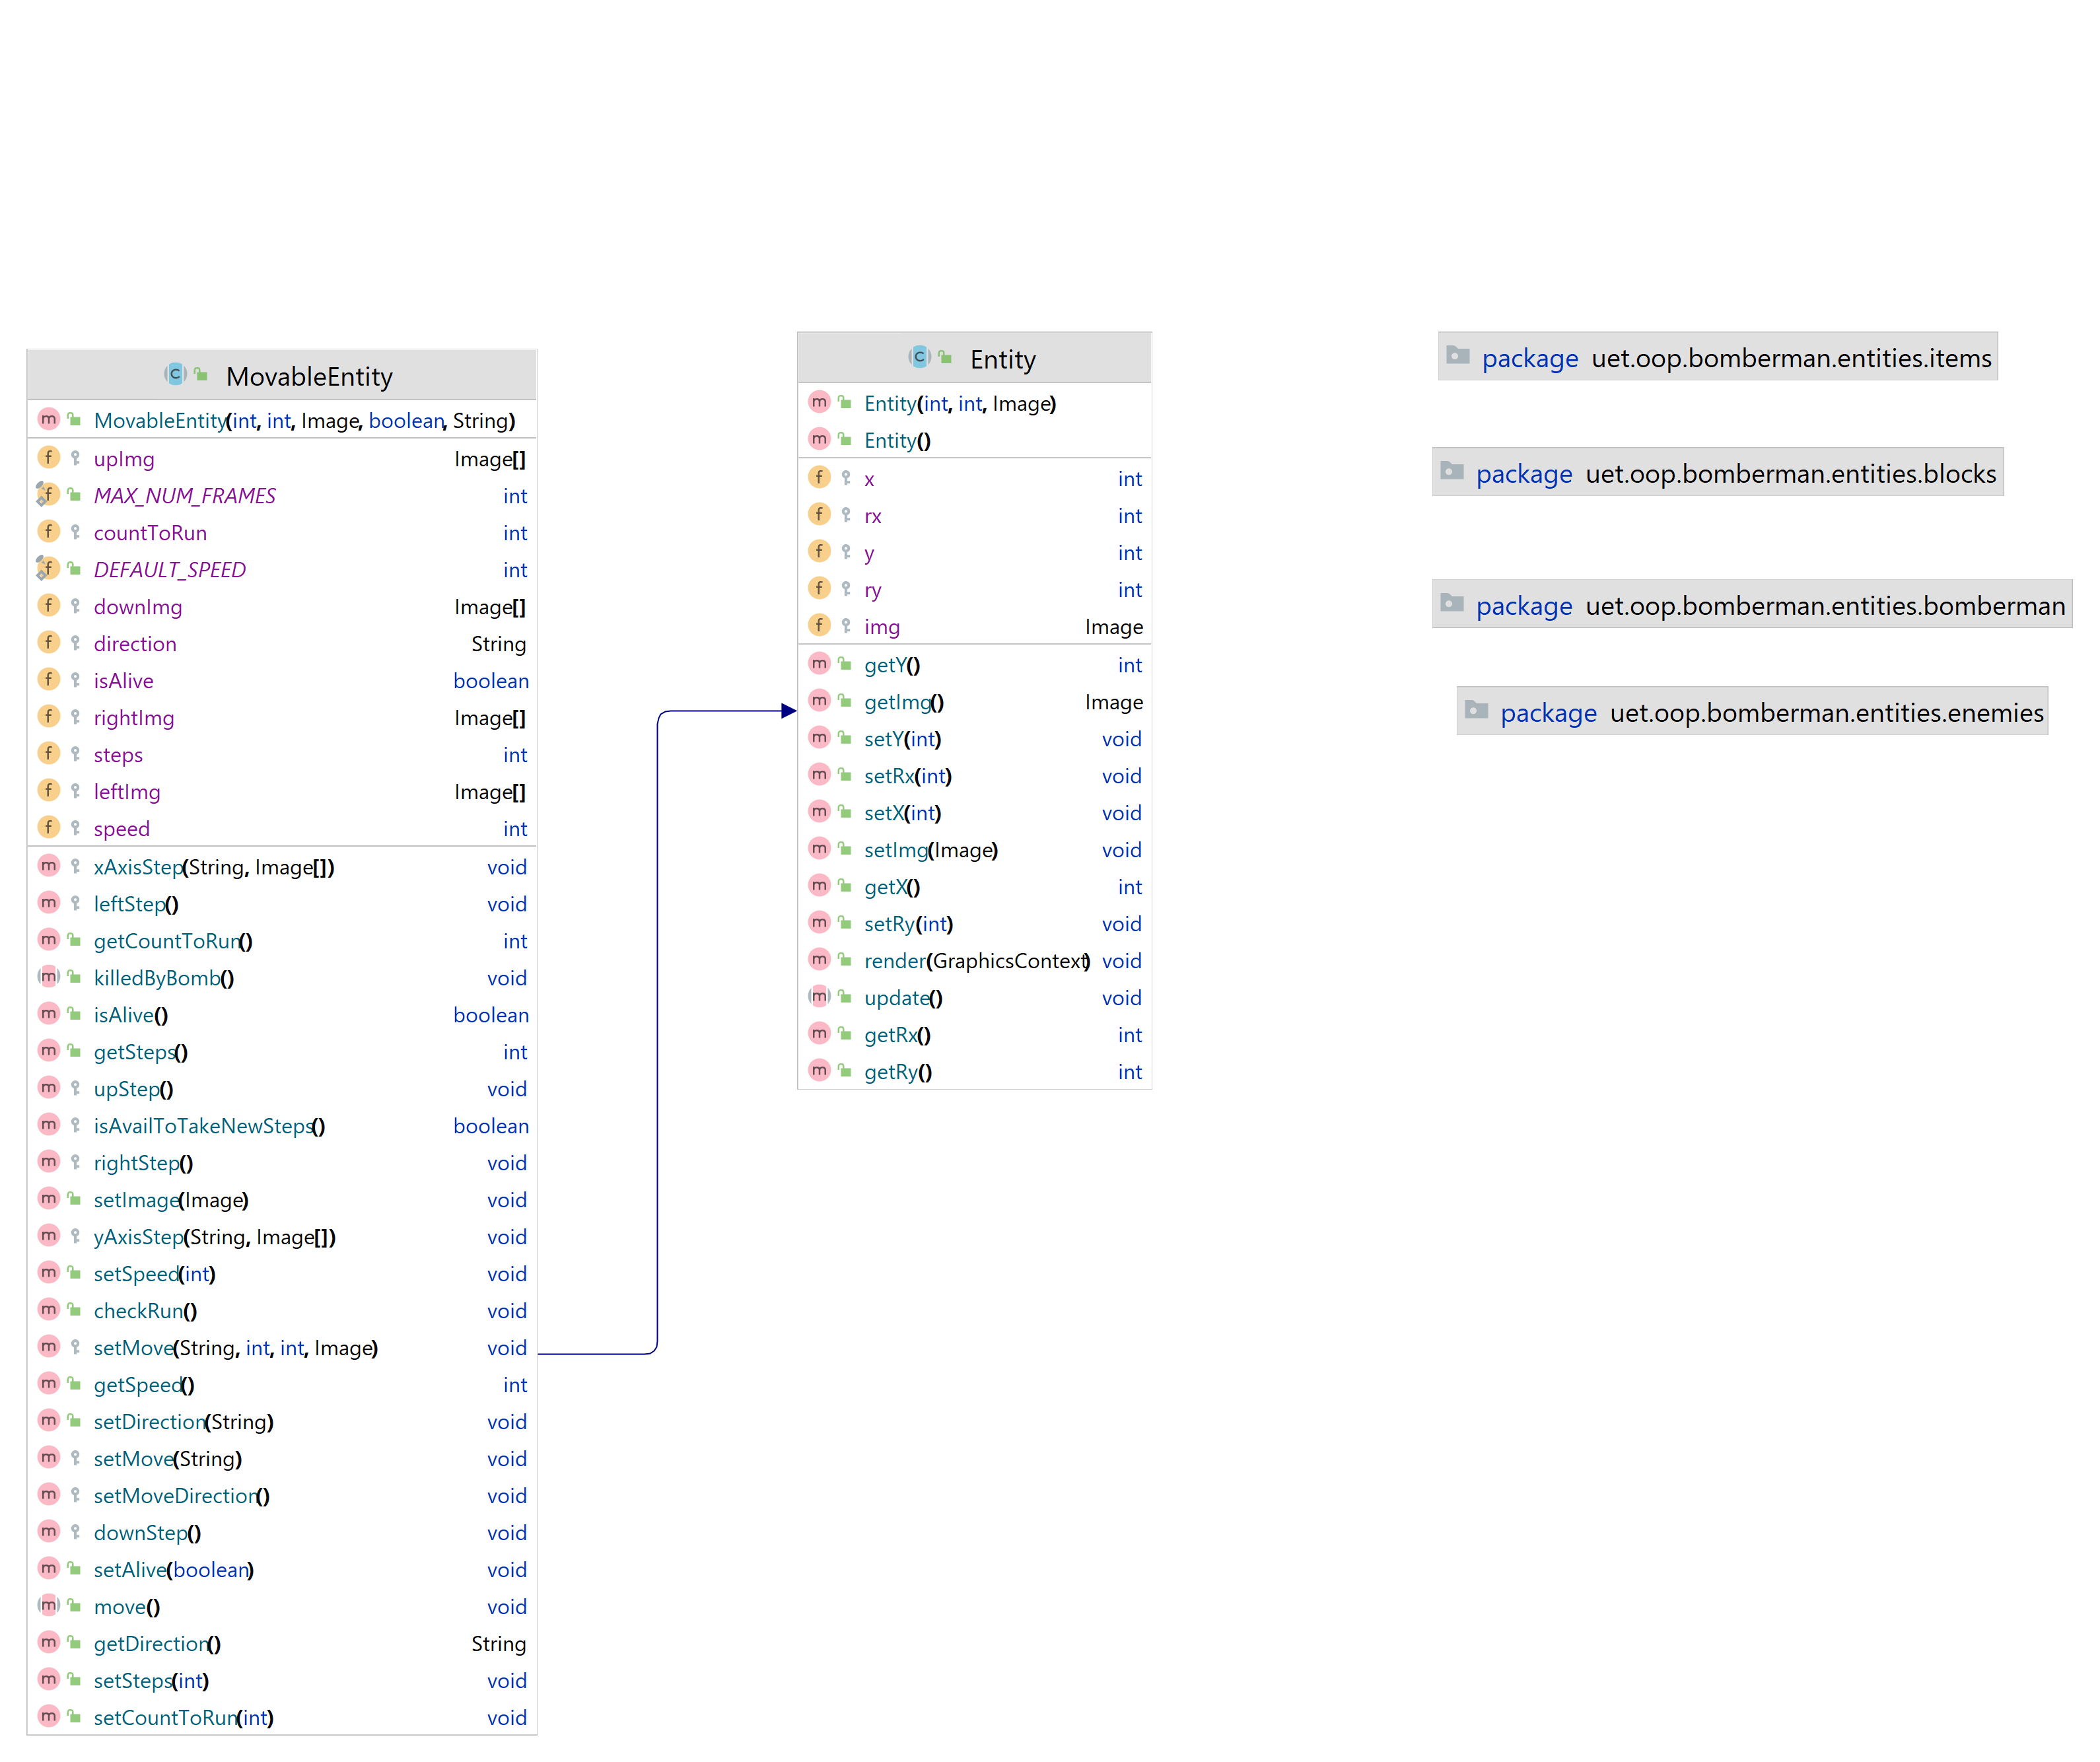 MovableEntity
MovableEntity(int, int, Image, boolean, String)
upImg Image[]
MAX_NUM_FRAMES int
countToRun int
DEFAULT_SPEED int
downImg Image[]
direction String
isAlive boolean
rightImg Image[]
steps int
leftImg Image[]
speed int
xAxisStep(String, Image[]) void
leftStep() void
getCountToRun() int
killedByBomb() void
isAlive() boolean
getSteps() int
upStep() void
isAvailToTakeNewSteps() boolean
rightStep() void
setImage(Image) void
yAxisStep(String, Image[]) void
setSpeed(int) void
checkRun() void
setMove(String, int, int, Image) void
getSpeed() int
setDirection(String) void
setMove(String) void
setMoveDirection() void
downStep() void
setAlive(boolean) void
move() void
getDirection() String
setSteps(int) void
setCountToRun(int) void
Entity
Entity(int, int, Image)
Entity()
x int
rx int
y int
ry int
img Image
getY() int
getImg() Image
setY(int) void
setRx(int) void
setX(int) void
setImg(Image) void
getX() int
setRy(int) void
render(GraphicsContext) void
update() void
getRx() int
getRy() int
package uet.oop.bomberman.entities.items
package uet.oop.bomberman.entities.blocks
package uet.oop.bomberman.entities.bomberman
package uet.oop.bomberman.entities.enemies